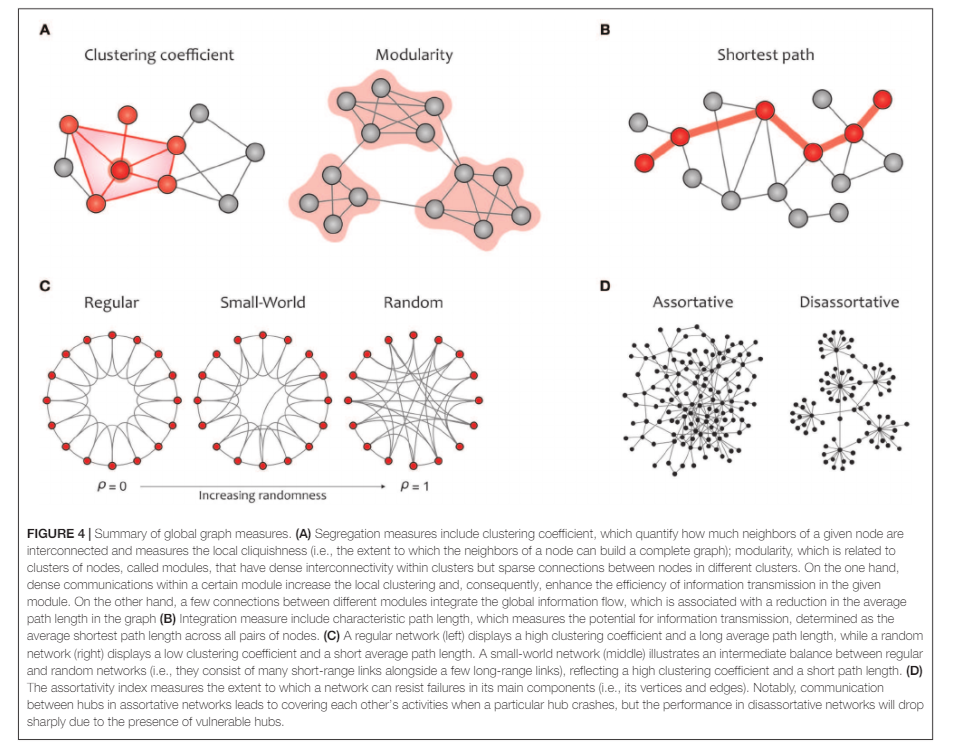 A
B
Clustering coefficient
Modularity
Shortest path
C
D
Regular
Small-World
Random
Assortative
Disassortative
ρ = 0
Increasing randomness
ρ = 1
FIGURE 4 | Summary of global graph measures. (A) Segregation measures include clustering coefficient, which quantify how much neighbors of a given node are
interconnected and measures the local cliquishness (i.e., the extent to which the neighbors of a node can build a complete graph); modularity, which is related to
clusters of nodes, called modules, that have dense interconnectivity within clusters but sparse connections between nodes in different clusters. On the one hand,
dense communications within a certain module increase the local clustering and, consequently, enhance the efficiency of information transmission in the given
module. On the other hand, a few connections between different modules integrate the global information flow, which is associated with a reduction in the average
path length in the graph (B) Integration measure include characteristic path length, which measures the potential for information transmission, determined as the
average shortest path length across all pairs of nodes. (C) A regular network (left) displays a high clustering coefficient and a long average path length, while a random
network (right) displays a low clustering coefficient and a short average path length. A small-world network (middle) illustrates an intermediate balance between regular
and random networks (i.e., they consist of many short-range links alongside a few long-range links), reflecting a high clustering coefficient and a short path length. (D)
The assortativity index measures the extent to which a network can resist failures in its main components (i.e., its vertices and edges). Notably, communication
between hubs in assortative networks leads to covering each other's activities when a particular hub crashes, but the performance in disassortative networks will drop
sharply due to the presence of vulnerable hubs.